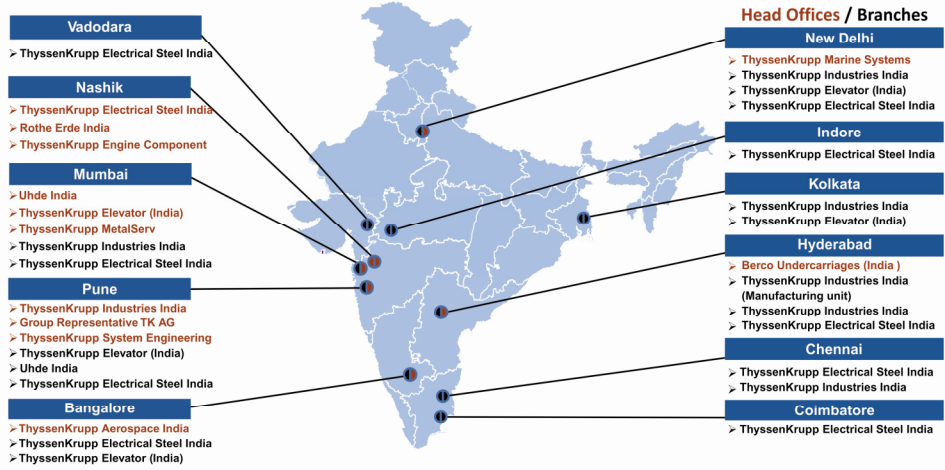 Vadodara
ThyssenKrupp Electrical Steel India
Nashik
ThyssenKrupp Electrical Steel India
Rothe Erde India
ThyssenKrupp Engine Component
Mumbai
Uhde India
ThyssenKrupp Elevator (India)
ThyssenKrupp MetalServ
ThyssenKrupp Industries India
ThyssenKrupp Electrical Steel India
Pune
ThyssenKrupp Industries India
Group Representative TK AG
ThyssenKrupp System Engineering
ThyssenKrupp Elevator (India)
Uhde India
ThyssenKrupp Electrical Steel India
Bangalore
ThyssenKrupp Aerospace India
ThyssenKrupp Electrical Steel India
ThyssenKrupp Elevator (India)
Head Offices / Branches
New Delhi
ThyssenKrupp Marine Systems
ThyssenKrupp Industries India
ThyssenKrupp Elevator (India)
ThyssenKrupp Electrical Steel India
Indore
ThyssenKrupp Electrical Steel India
Kolkata
ThyssenKrupp Industries India
ThyssenKrupp Elevator (India)
Hyderabad
Berco Undercarriages (India )
ThyssenKrupp Industries India
(Manufacturing unit)
ThyssenKrupp Industries India
ThyssenKrupp Electrical Steel India
Chennai
ThyssenKrupp Electrical Steel India
ThyssenKrupp Industries India
Coimbatore
ThyssenKrupp Electrical Steel India